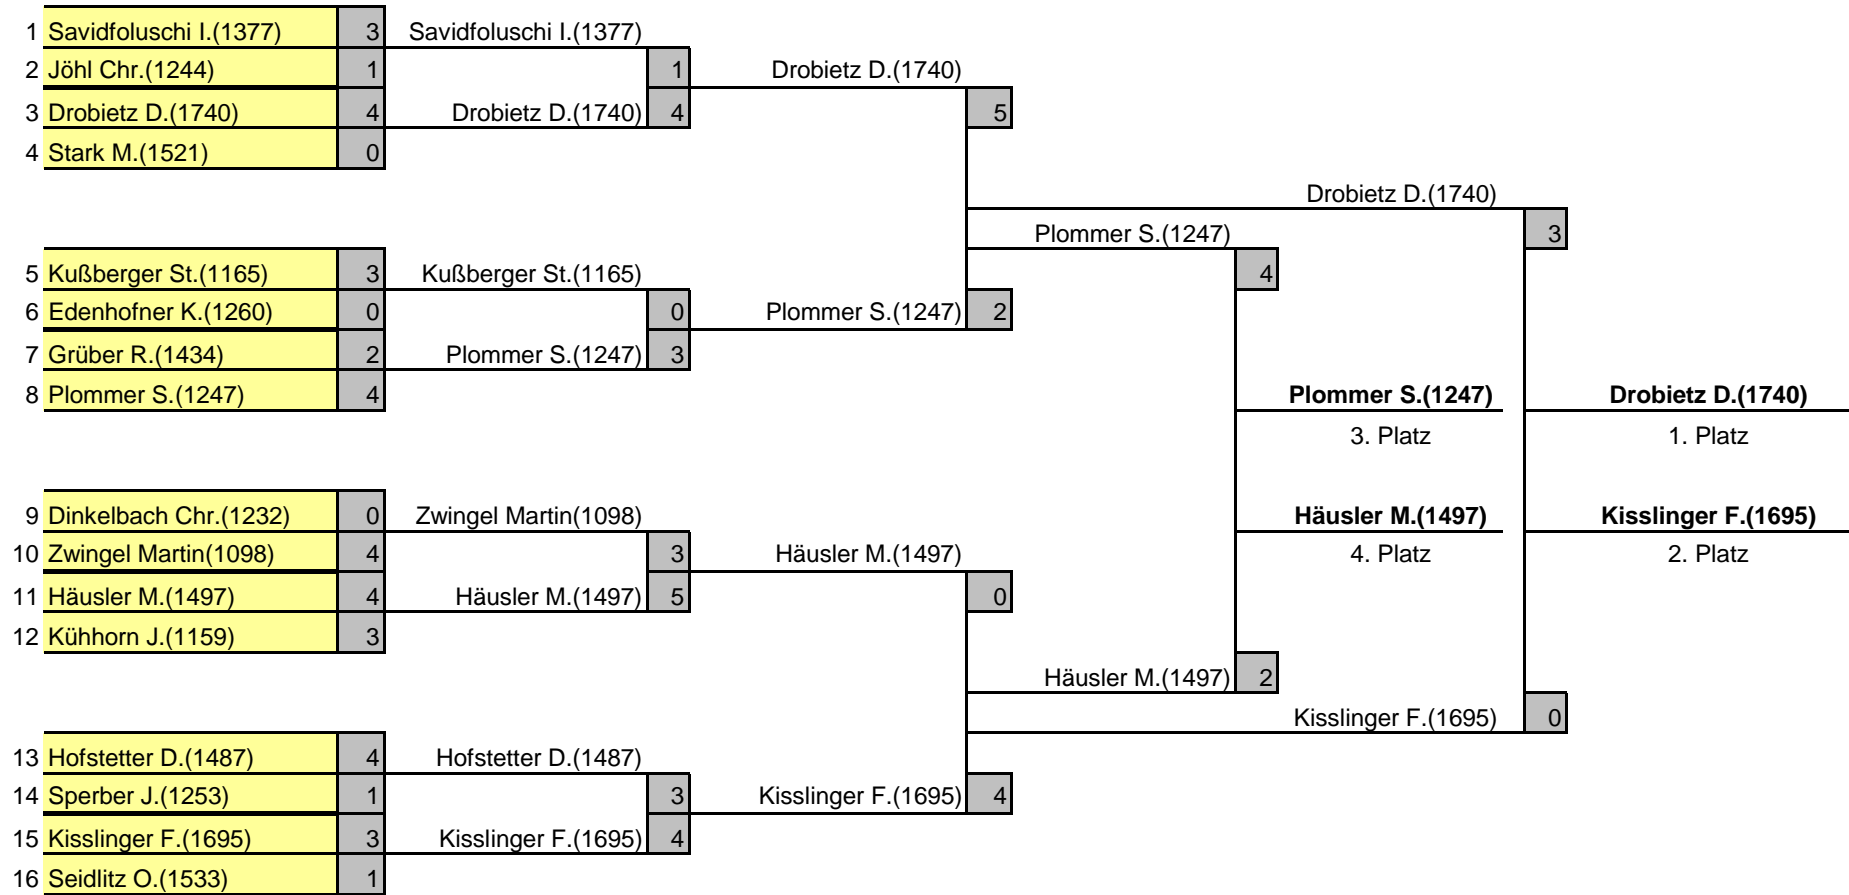 1 Savidfoluschi I.(1377) 3 Savidfoluschi I.(1377)
2 Jöhl Chr.(1244) 1 1 Drobietz D.(1740)
3 Drobietz D.(1740) 4 Drobietz D.(1740) 4 5
4 Stark M.(1521) 0
Drobietz D.(1740)
Plommer S.(1247) 3
5 Kußberger St.(1165) 3 Kußberger St.(1165) 4
6 Edenhofner K.(1260) 0 0 Plommer S.(1247) 2
7 Grüber R.(1434) 2 Plommer S.(1247) 3
8 Plommer S.(1247) 4 Plommer S.(1247) Drobietz D.(1740)
3. Platz 1. Platz
9 Dinkelbach Chr.(1232) 0 Zwingel Martin(1098) Häusler M.(1497) Kisslinger F.(1695)
10 Zwingel Martin(1098) 4 3 Häusler M.(1497) 4. Platz 2. Platz
11 Häusler M.(1497) 4 Häusler M.(1497) 5 0
12 Kühhorn J.(1159) 3
Häusler M.(1497) 2
Kisslinger F.(1695) 0
13 Hofstetter D.(1487) 4 Hofstetter D.(1487)
14 Sperber J.(1253) 1 3 Kisslinger F.(1695) 4
15 Kisslinger F.(1695) 3 Kisslinger F.(1695) 4
16 Seidlitz O.(1533) 1